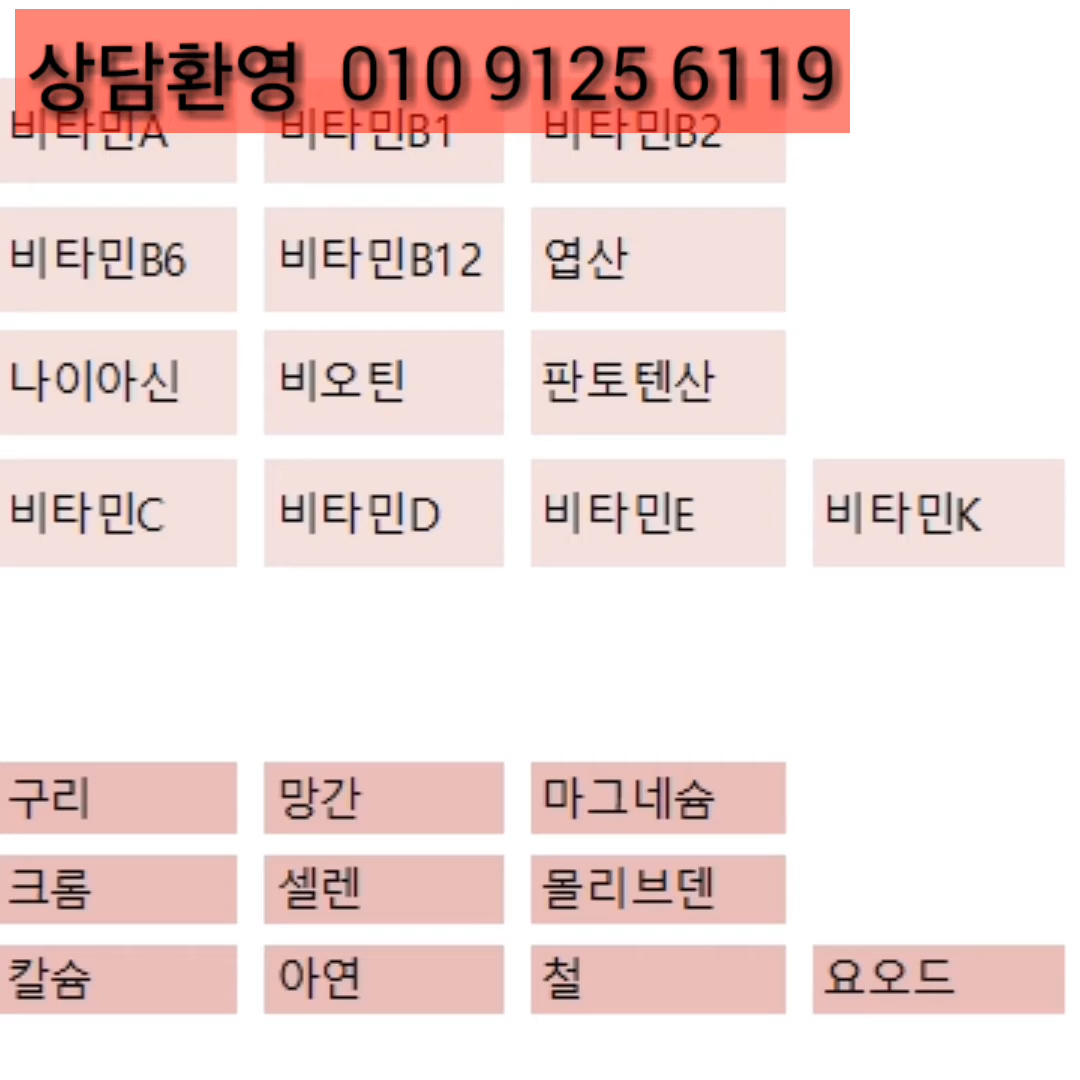 상담환영 010 9125 6119
비타민A 비타민B1 비타민B2
비타민B6 비타민B12 엽산
나이아신 비오틴 판토텐산
비타민C 비타민D 비타민E 비타민K
구리 망간 마그네슘
크롬 셀렌 몰리브덴
칼슘 아연 철 요오드